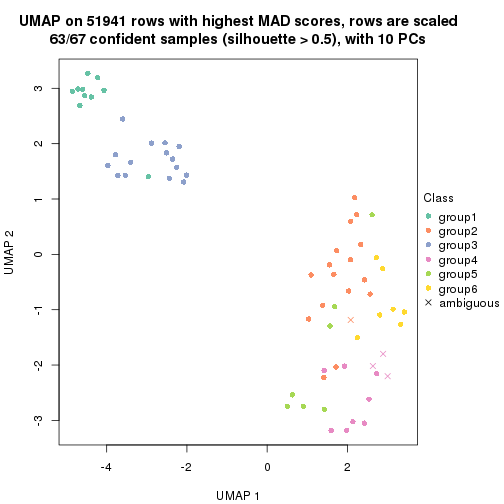 UMAP on 51941 rows with highest MAD scores, rows are scaled
63/67 confident samples (silhouette > 0.5), with 10 PCs
3
2
1
0
-1
-2
-3
UMAP 2
-4
-2
0
2
UMAP 1
Class
group1
group2
group3
group4
group5
group6
ambiguous